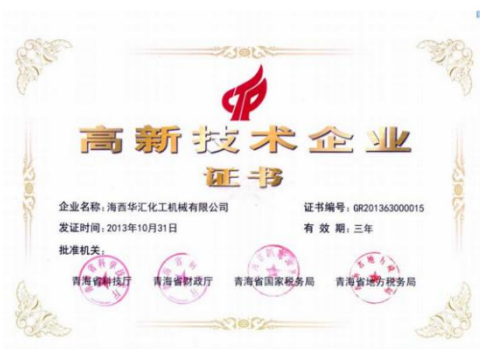 高新技术企业
证书
企业名称：海西华汇化工机械有限公司 证书编号：GR201363000015
发证时间：2013年10月31日 有 效 期：三年
批准机关：
青海省科技厅 青海省财政厅 青海省国家税务局 青海省地方税务局